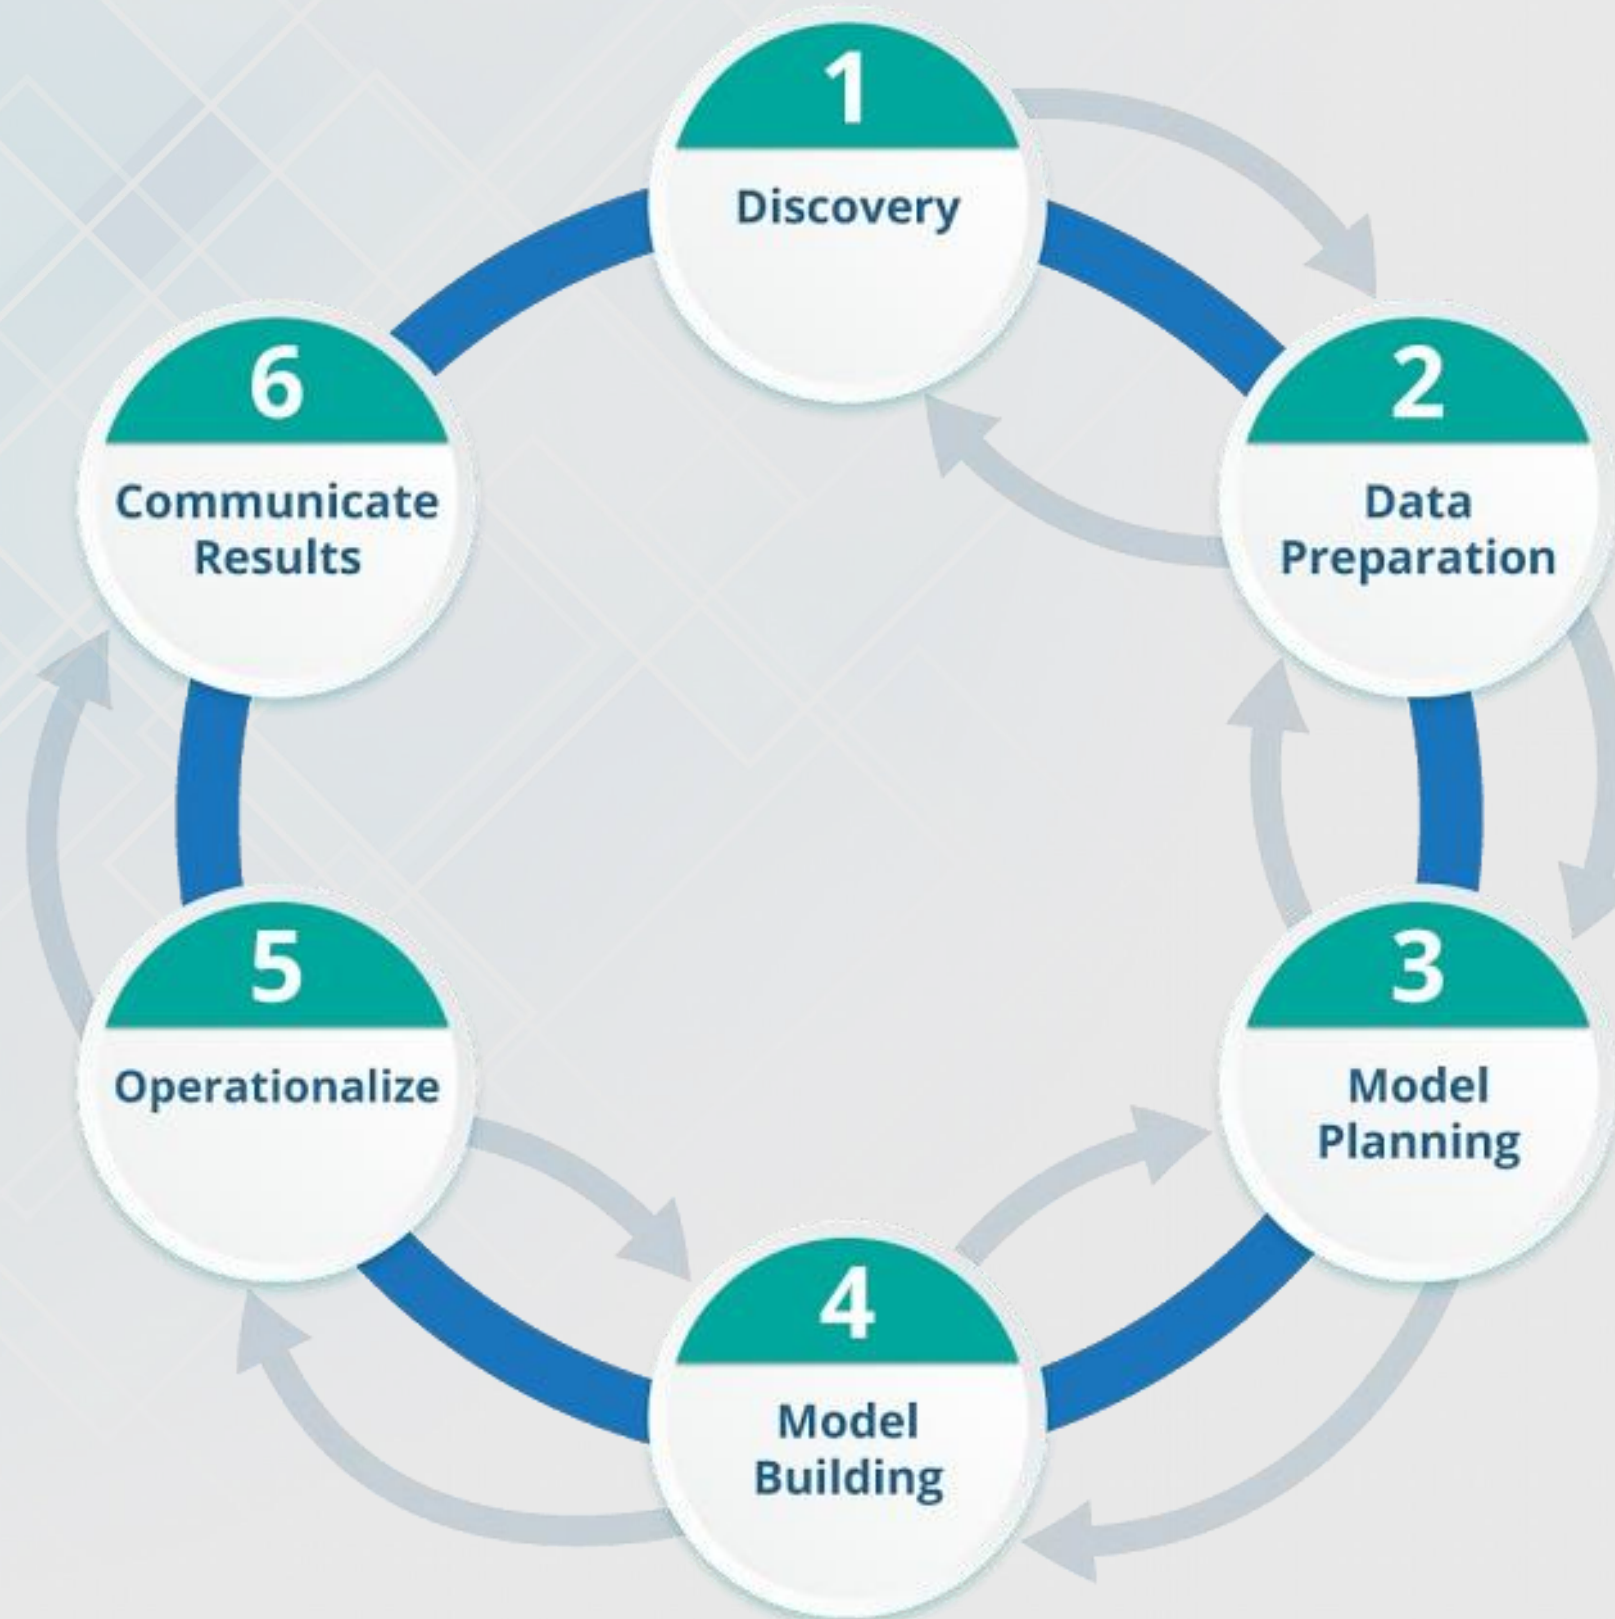 1
Discovery
2
Data
Preparation
3
Model
Planning
4
Model
Building
5
Operationalize
6
Communicate
Results